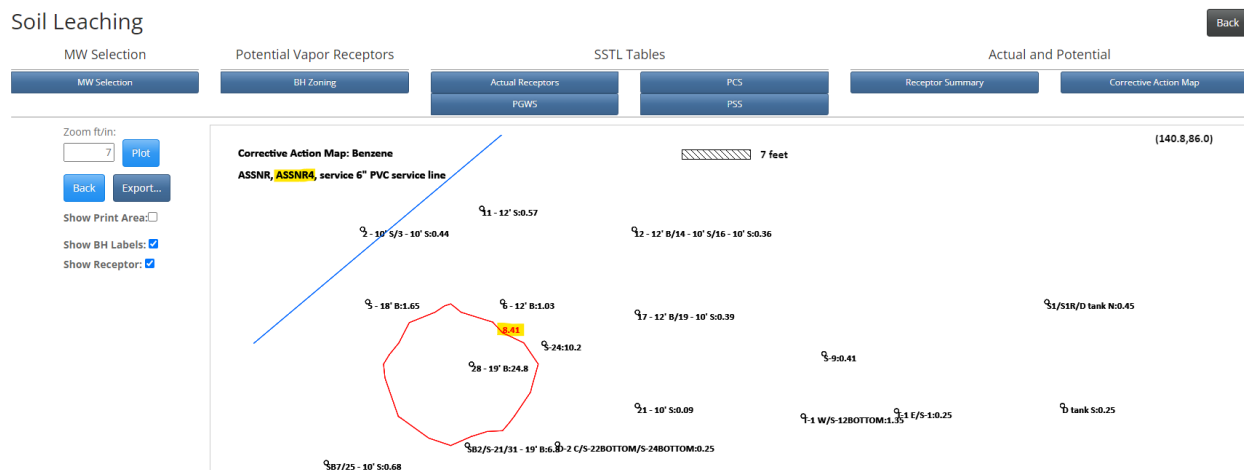 Soil Leaching
Back
MW Selection Potential Vapor Receptors SSTL Tables Actual and Potential
MW Selection BH Zoning Actual Receptors PCS Receptor Summary Corrective Action Map
PGWS PSS
Zoom ft/in:
7 Plot
Back Export...
Show Print Area:
Show BH Labels:
Show Receptor:
(140.8,86.0)
Corrective Action Map: Benzene
7 feet
ASSNR, ASSNR4, service 6" PVC service line
11 - 12' S:0.57
2 - 10' S/3 - 10' S:0.44
12 - 12' B/14 - 10' S/16 - 10' S:0.36
5 - 18' B:1.65
6 - 12' B:1.03
S1/S1R/D tank N:0.45
17 - 12' B/19 - 10' S:0.39
8.41
S-24:10.2
S-9:0.41
28 - 19' B:24.8
21 - 10' S:0.09
D tank S:0.25
T-1 E/S-1:0.25
T-1 W/S-12BOTTOM:1.35
SB2/S-21/31 - 19' B:6.8
D-2 C/S-22BOTTOM/S-24BOTTOM:0.25
SB7/25 - 10' S:0.68